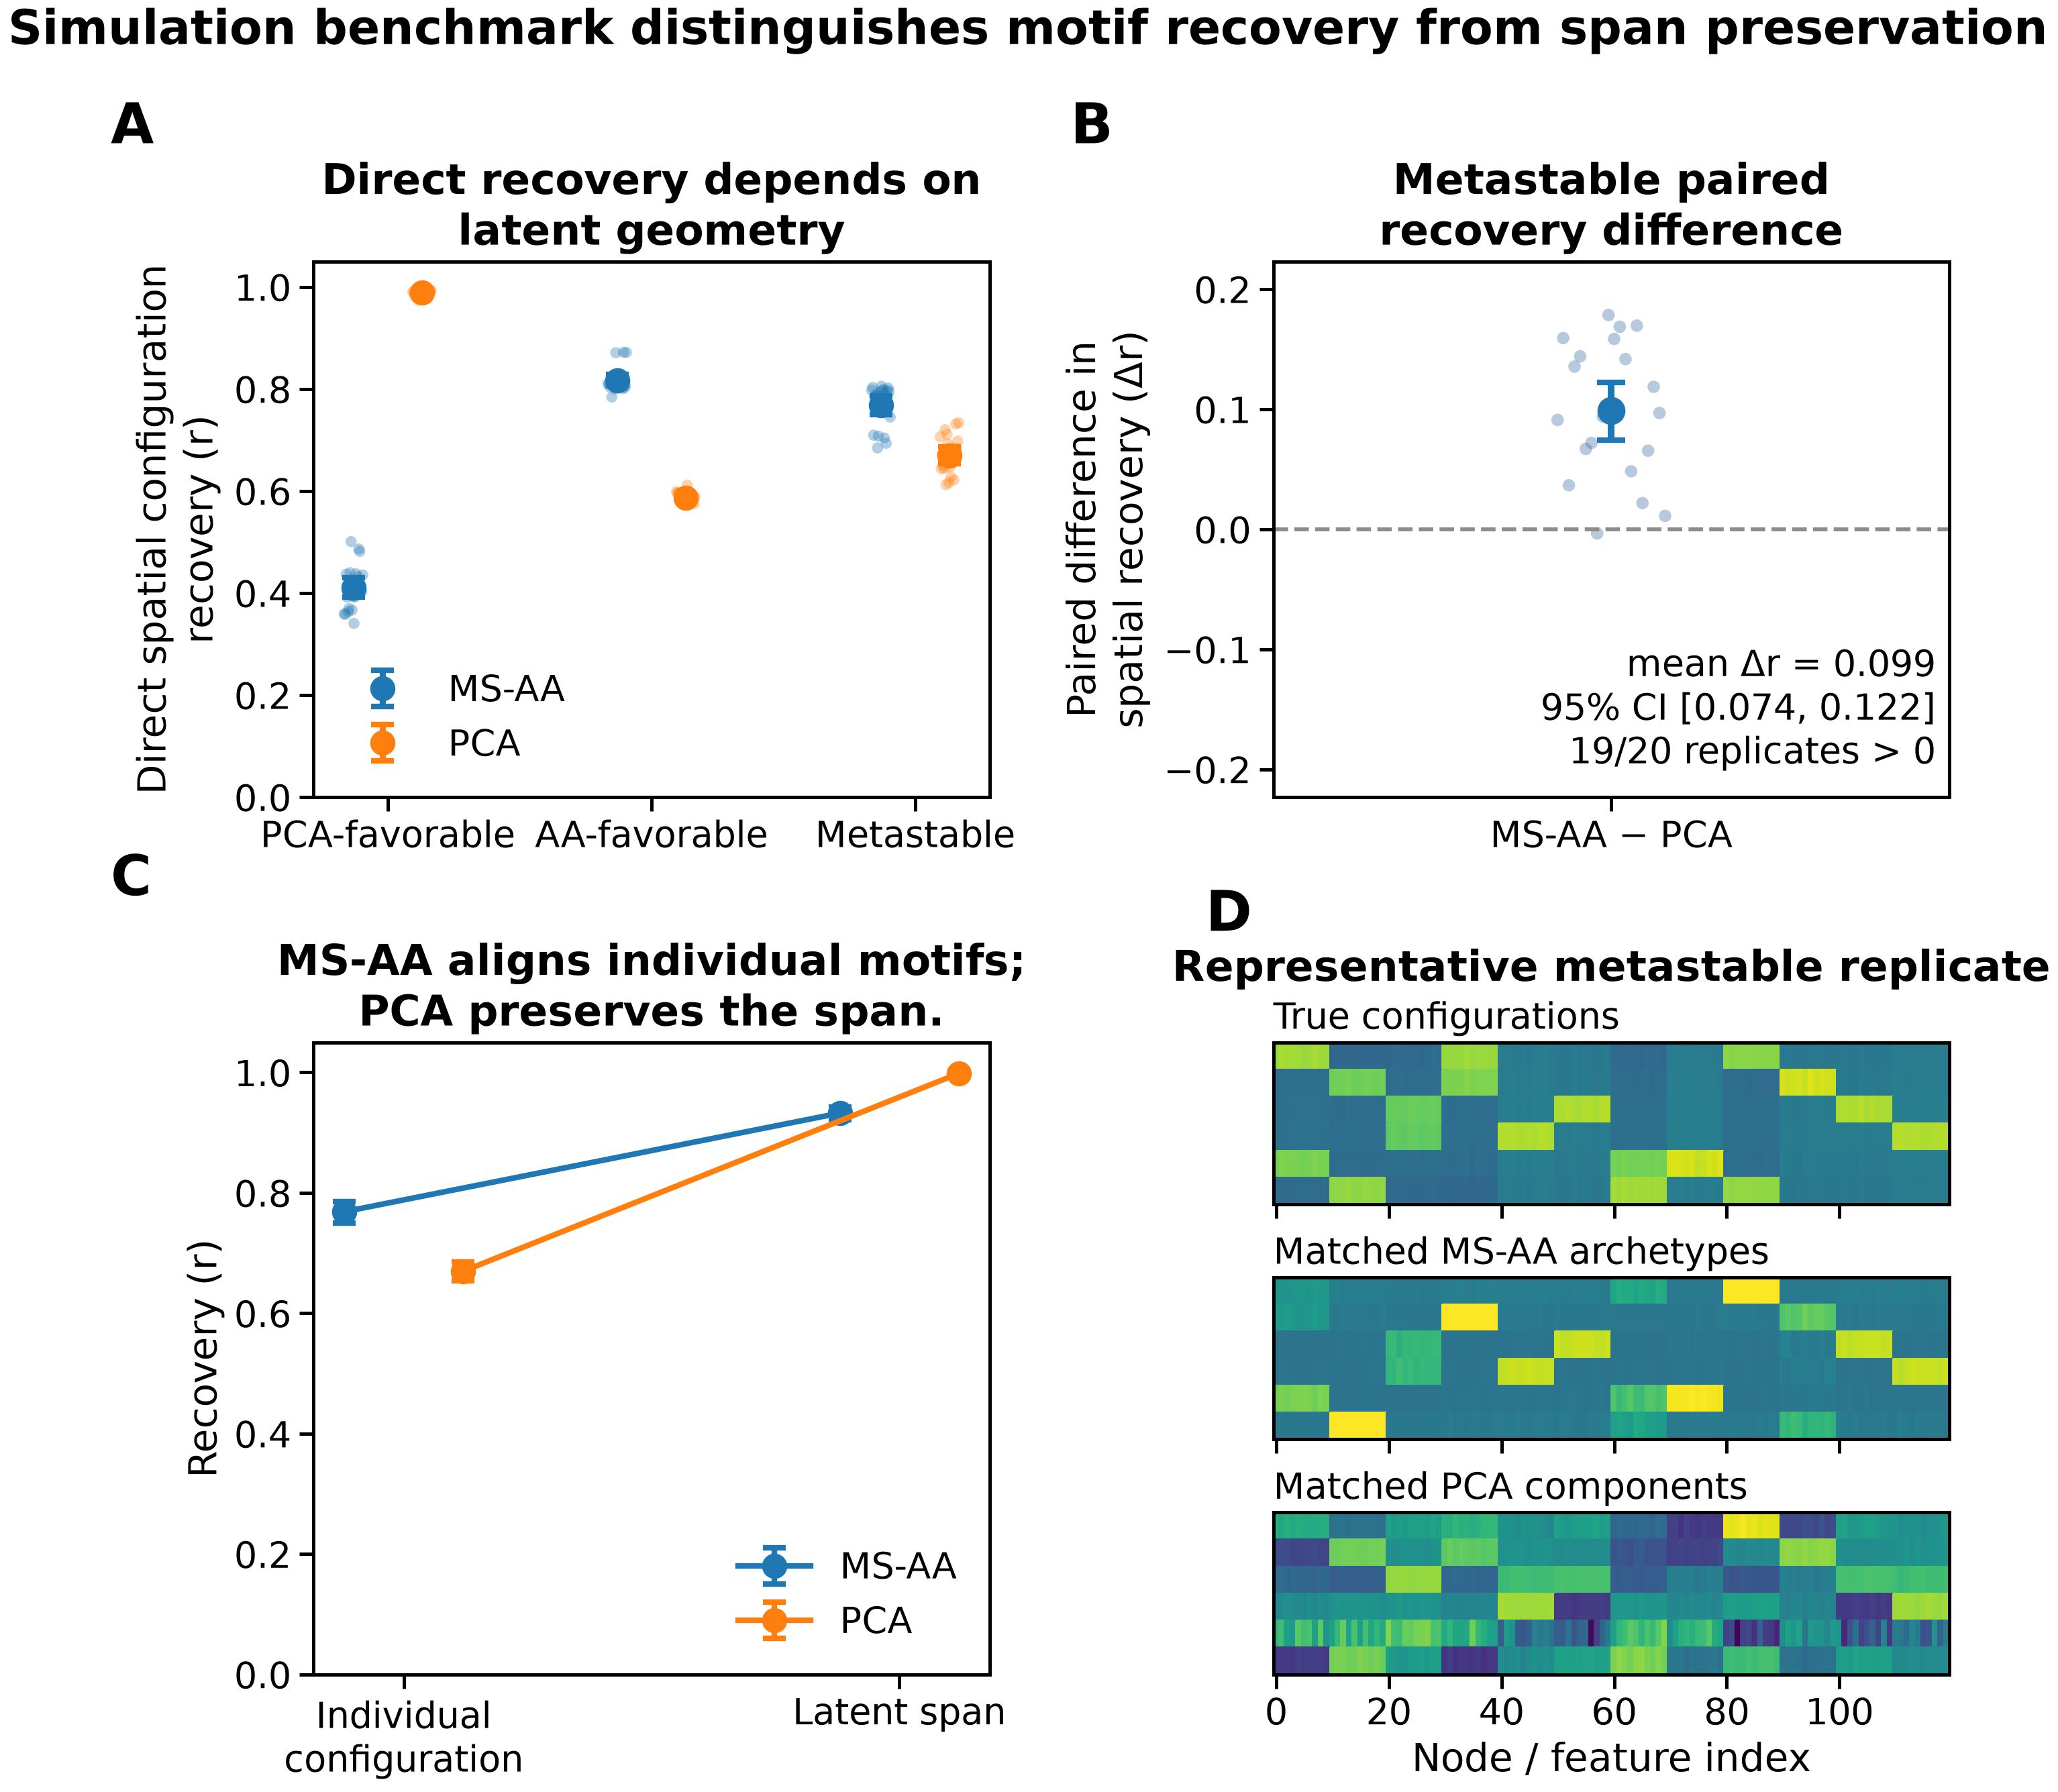 Simulation benchmark distinguishes motif recovery from span preservation
A
Direct recovery depends on
latent geometry
Direct spatial configuration
recovery (r)
1.0
0.8
0.6
0.4
0.2
0.0
MS-AA
PCA
PCA-favorable
AA-favorable
Metastable
B
Metastable paired
recovery difference
Paired difference in
spatial recovery (Δr)
0.2
0.1
0.0
−0.1
−0.2
mean Δr = 0.099
95% CI [0.074, 0.122]
19/20 replicates > 0
MS-AA − PCA
C
MS-AA aligns individual motifs;
PCA preserves the span.
Recovery (r)
1.0
0.8
0.6
0.4
0.2
0.0
MS-AA
PCA
Individual
configuration
Latent span
D
Representative metastable replicate
True configurations
Matched MS-AA archetypes
Matched PCA components
0
20
40
60
80
100
Node / feature index